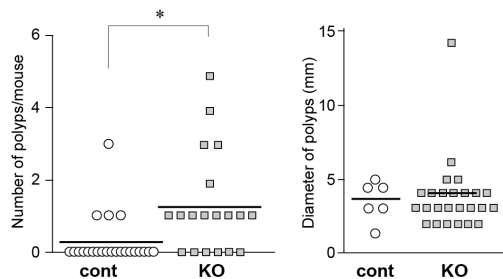 *
Number of polyps/mouse
6
4
2
0
cont KO
Diameter of polyps (mm)
15
10
5
0
cont KO